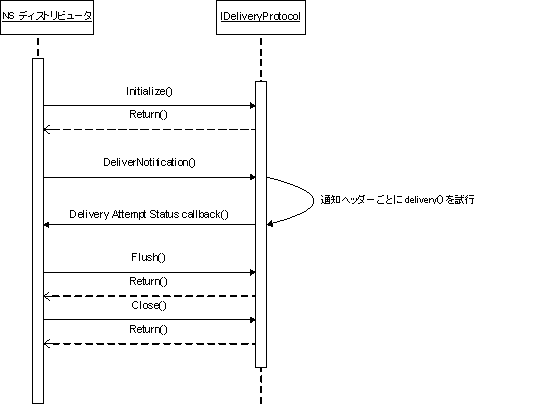 NS ディストリビュータ
IDeliveryProtocol
Initialize()
Return()
DeliverNotification()
通知ヘッダーごとに delivery() を試行
Delivery Attempt Status callback()
Flush()
Return()
Close()
Return()